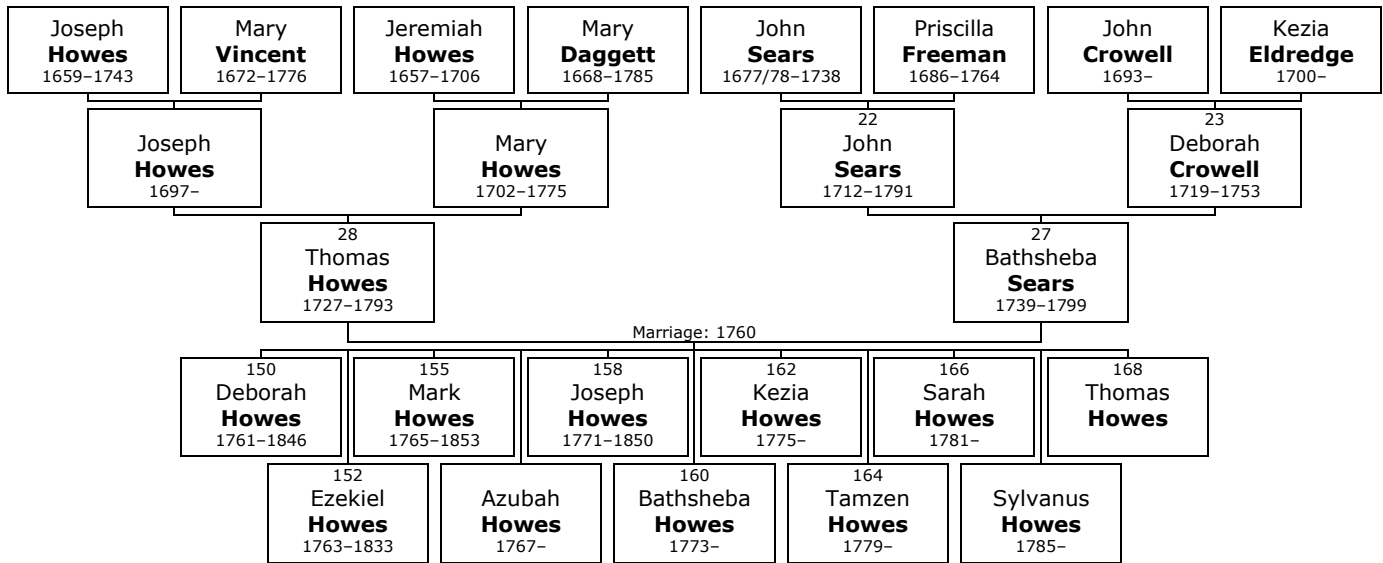 Joseph
Howes
1659–1743
Mary
Vincent
1672–1776
Jeremiah
Howes
1657–1706
Mary
Daggett
1668–1785
John
Sears
1677/78–1738
Priscilla
Freeman
1686–1764
John
Crowell
1693–
Kezia
Eldredge
1700–
Joseph
Howes
1697–
Mary
Howes
1702–1775
22
John
Sears
1712–1791
23
Deborah
Crowell
1719–1753
28
Thomas
Howes
1727–1793
27
Bathsheba
Sears
1739–1799
Marriage: 1760
150
Deborah
Howes
1761–1846
155
Mark
Howes
1765–1853
158
Joseph
Howes
1771–1850
162
Kezia
Howes
1775–
166
Sarah
Howes
1781–
168
Thomas
Howes
152
Ezekiel
Howes
1763–1833
Azubah
Howes
1767–
160
Bathsheba
Howes
1773–
164
Tamzen
Howes
1779–
Sylvanus
Howes
1785–